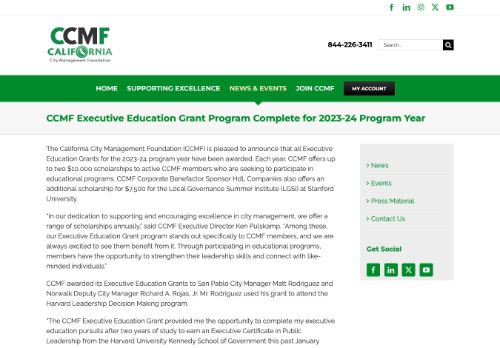 CCMF
CALIFORNIA
City Management Foundation
844-226-3411
Search...
HOME SUPPORTING EXCELLENCE NEWS & EVENTS JOIN CCMF MY ACCOUNT
CCMF Executive Education Grant Program Complete for 2023-24 Program Year
The California City Management Foundation (CCMF) is pleased to announce that all Executive
Education Grants for the 2023-24 program year have been awarded. Each year, CCMF offers up
to two $10,000 scholarships to active CCMF members who are seeking to participate in
educational programs. CCMF Corporate Benefactor Sponsor HdL Companies also offers an
additional scholarship for $7,500 for the Local Governance Summer Institute (LGSI) at Stanford
University.
"In our dedication to supporting and encouraging excellence in city management, we offer a
range of scholarships annually," said CCMF Executive Director Ken Pulskamp. "Among these,
our Executive Education Grant program stands out specifically to CCMF members, and we are
always excited to see them benefit from it. Through participating in educational programs,
members have the opportunity to strengthen their leadership skills and connect with like-
minded individuals."
CCMF awarded its Executive Education Grants to San Pablo City Manager Matt Rodriguez and
Norwalk Deputy City Manager Richard A. Rojas, Jr. Mr. Rodriguez used his grant to attend the
Harvard Leadership Decision Making program.
"The CCMF Executive Grant provided me the opportunity to complete my executive
education pursuits after two years of study to earn an Executive Certificate in Public
Leadership from the Harvard University Kennedy School of Government this past January
> News
> Events
> Press Material
> Contact Us
Get Social